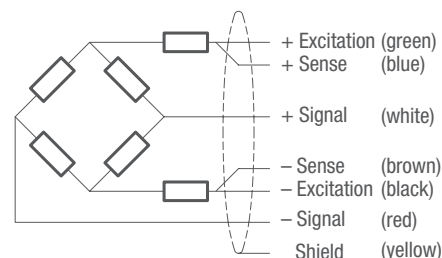 + Excitation (green)
+ Sense (blue)
+ Signal (white)
– Sense (brown)
– Excitation (black)
– Signal (red)
Shield (yellow)